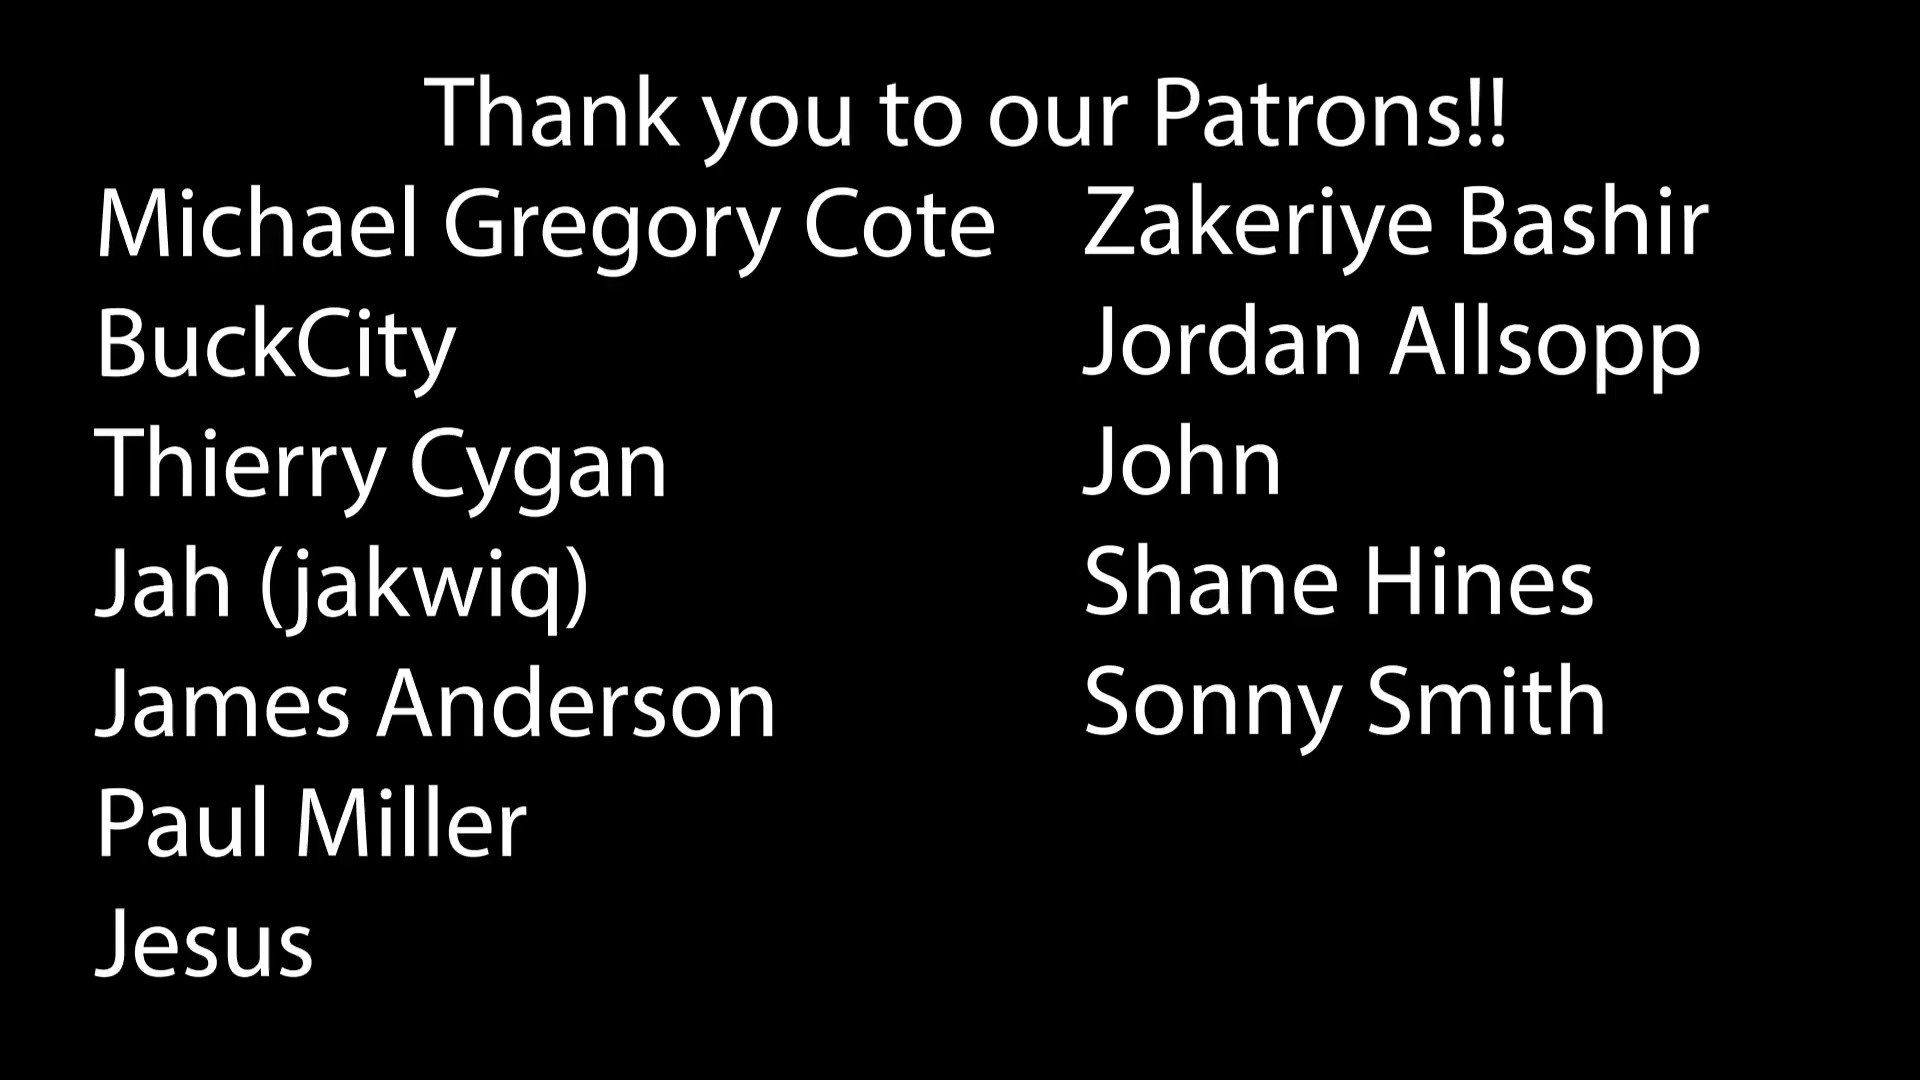 Thank you to our Patrons!!
Michael Gregory Cote
BuckCity
Thierry Cygan
Jah (jakwiq)
James Anderson
Paul Miller
Jesus
Zakeriye Bashir
Jordan Allsopp
John
Shane Hines
Sonny Smith